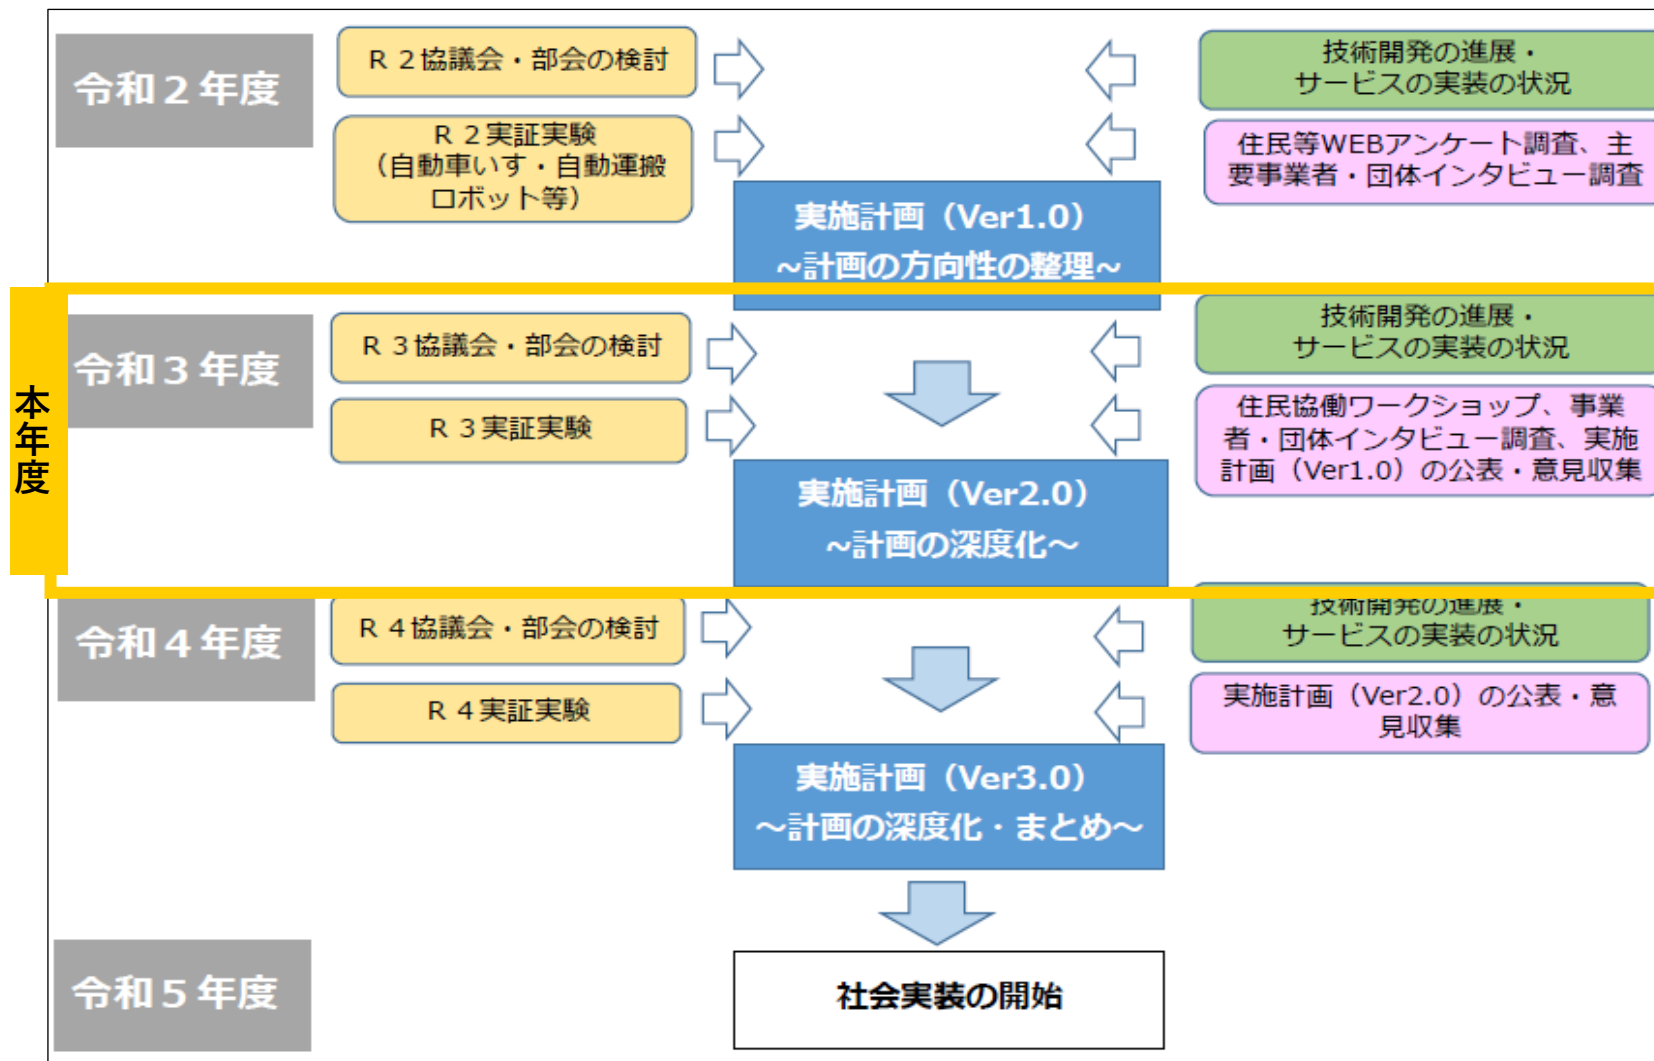 令和２年度
Ｒ２協議会・部会の検討
技術開発の進展・
サービスの実装の状況
Ｒ２実証実験
（自動車いす・自動運搬
ロボット等）
住民等WEBアンケート調査、主
要事業者・団体インタビュー調査
実施計画（Ver1.0）
~計画の方向性の整理~
本年度
令和３年度
Ｒ３協議会・部会の検討
技術開発の進展・
サービスの実装の状況
Ｒ３実証実験
住民協働ワークショップ、事業
者・団体インタビュー調査、実施
計画（Ver1.0）の公表・意見収集
実施計画（Ver2.0）
~計画の深度化～
令和４年度
Ｒ４協議会・部会の検討
技術開発の進展・
サービスの実装の状況
Ｒ４実証実験
実施計画（Ver2.0）の公表・意
見収集
実施計画（Ver3.0）
～計画の深度化・まとめ～
令和５年度
社会実装の開始